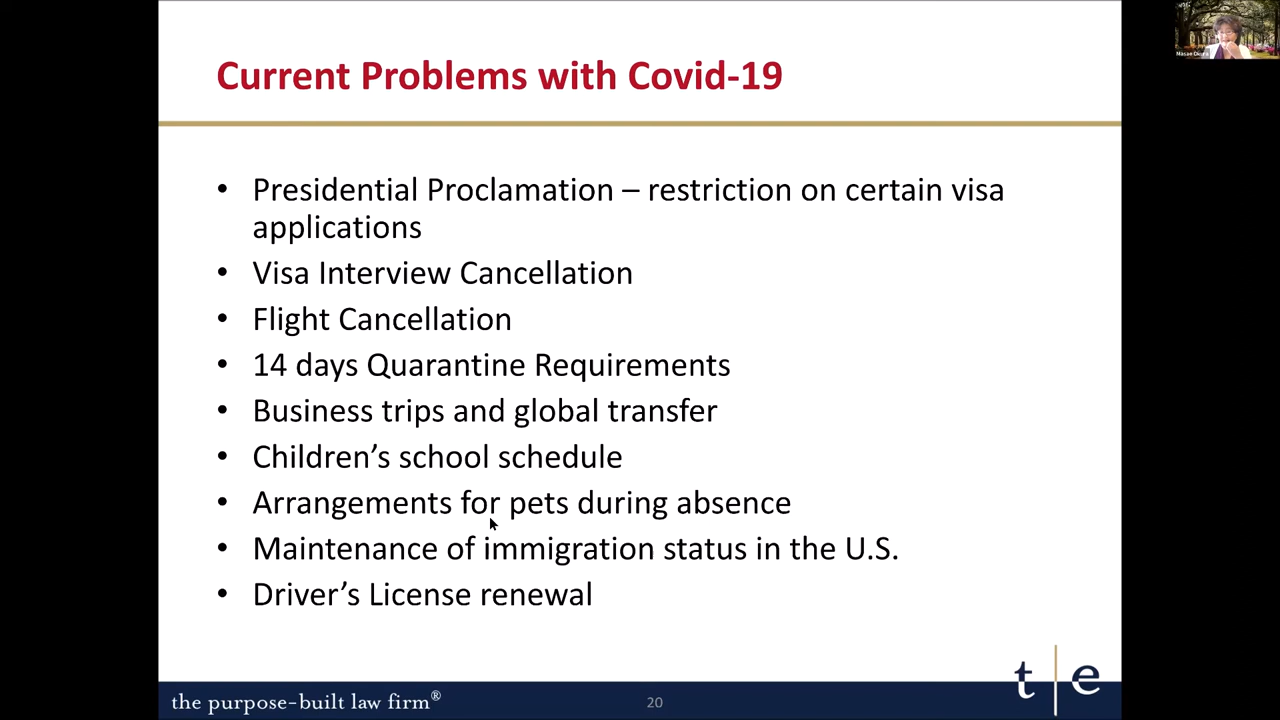 Current Problems with Covid-19
• Presidential Proclamation – restriction on certain visa
applications
• Visa Interview Cancellation
• Flight Cancellation
• 14 days Quarantine Requirements
• Business trips and global transfer
• Children’s school schedule
• Arrangements for pets during absence
• Maintenance of immigration status in the U.S.
• Driver’s License renewal
t | e
the purpose-built law firm®
20